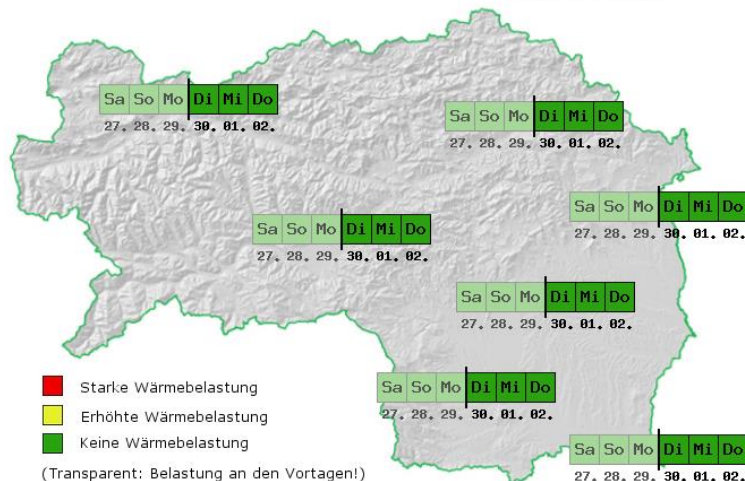 Sa So Mo Di Mi Do
27. 28. 29. 30. 01. 02.
Sa So Mo Di Mi Do
27. 28. 29. 30. 01. 02.
Sa So Mo Di Mi Do
27. 28. 29. 30. 01. 02.
Sa So Mo Di Mi Do
27. 28. 29. 30. 01. 02.
Sa So Mo Di Mi Do
27. 28. 29. 30. 01. 02.
Sa So Mo Di Mi Do
27. 28. 29. 30. 01. 02.
Sa So Mo Di Mi Do
27. 28. 29. 30. 01. 02.
Starke Wärmebelastung
Erhöhte Wärmebelastung
Keine Wärmebelastung
(Transparent: Belastung an den Vortagen!)